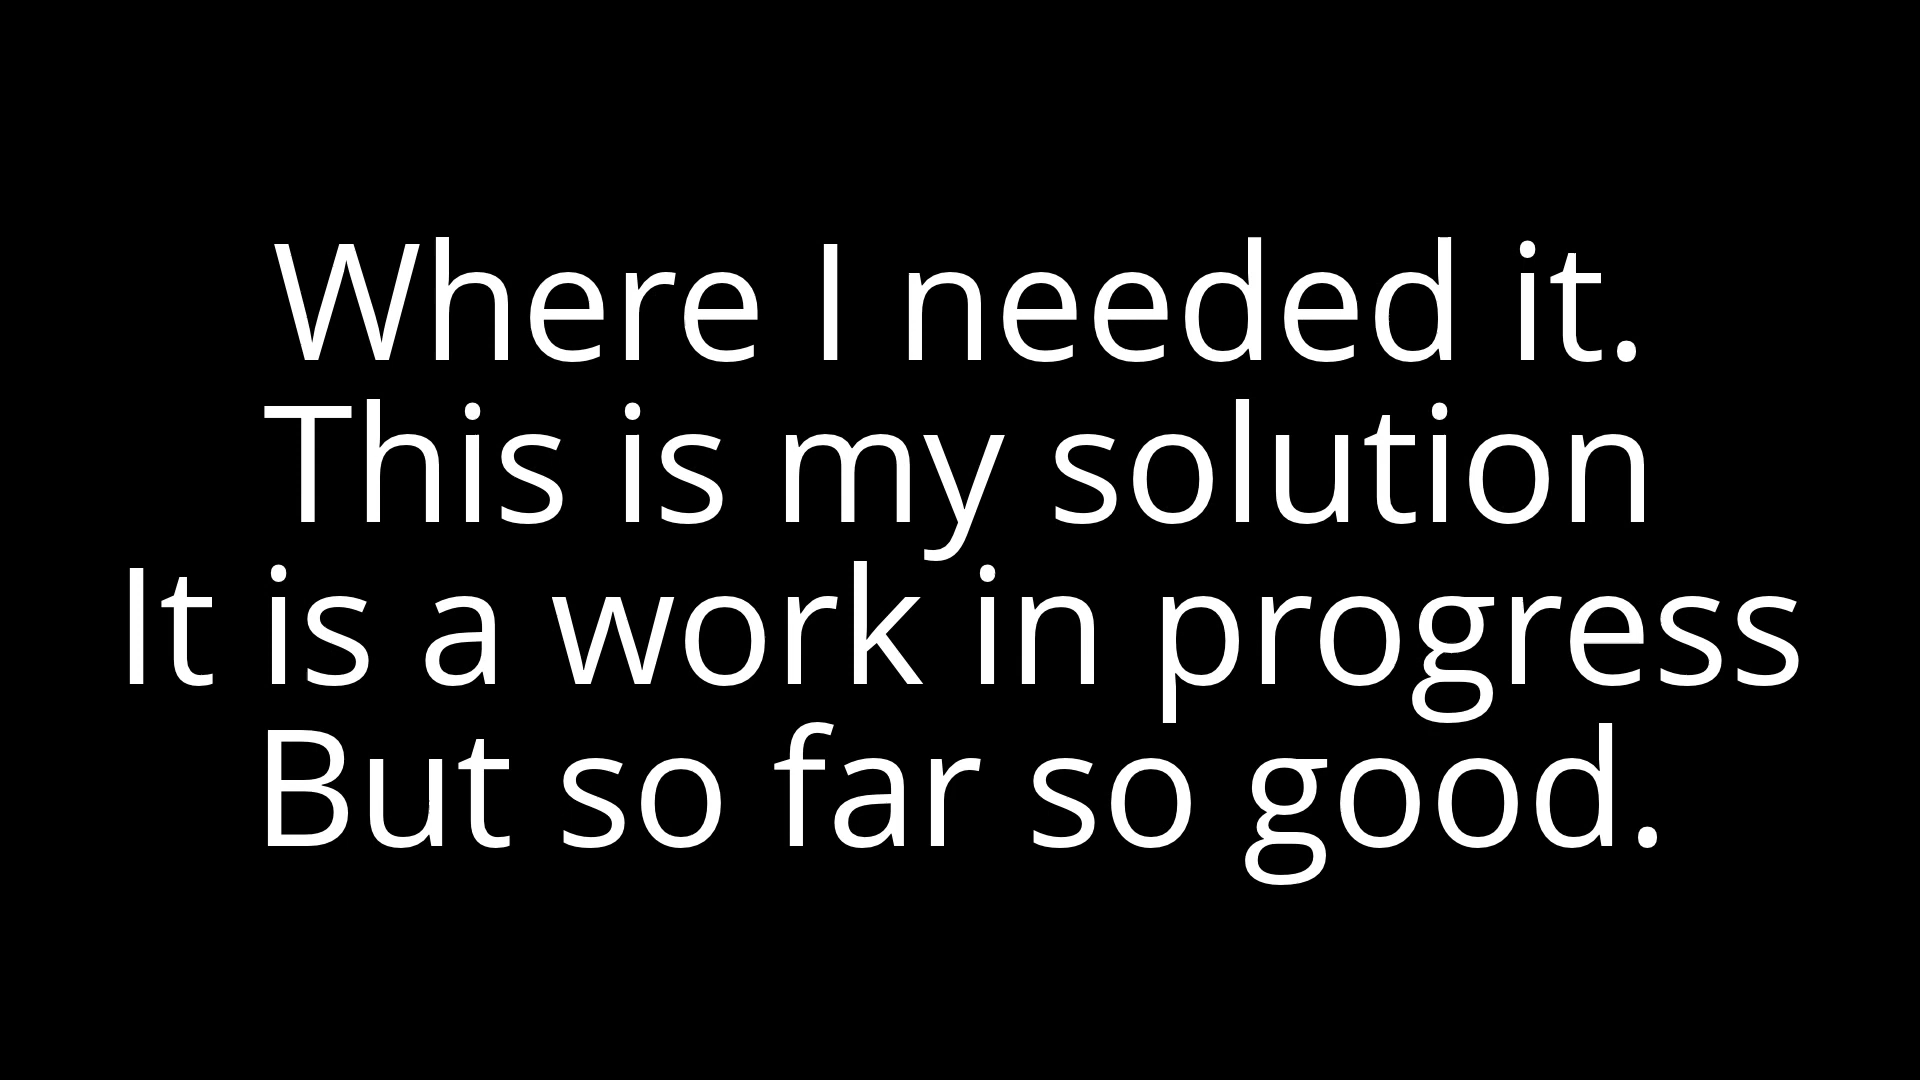 Where I needed it.
This is my solution
It is a work in progress
But so far so good.